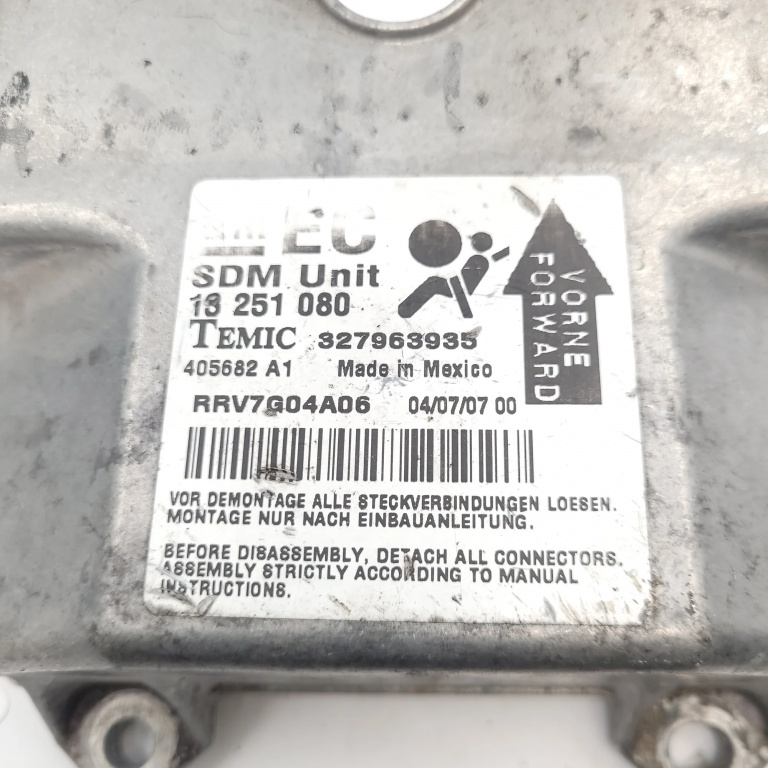 EC
SDM Unit
13 251 080
TEMIC 327963935
405682 A1 Made in Mexico
RRV7G04A06 04/07/07 00
VORNE
FORWARD
VOR DEMONTAGE ALLE STECKVERBINDUNGEN LOESEN.
MONTAGE NUR NACH EINBAUANLEITUNG.
BEFORE DISASSEMBLY, DETACH ALL CONNECTORS.
ASSEMBLY STRICTLY ACCORDING TO MANUAL
INSTRUCTIONS.